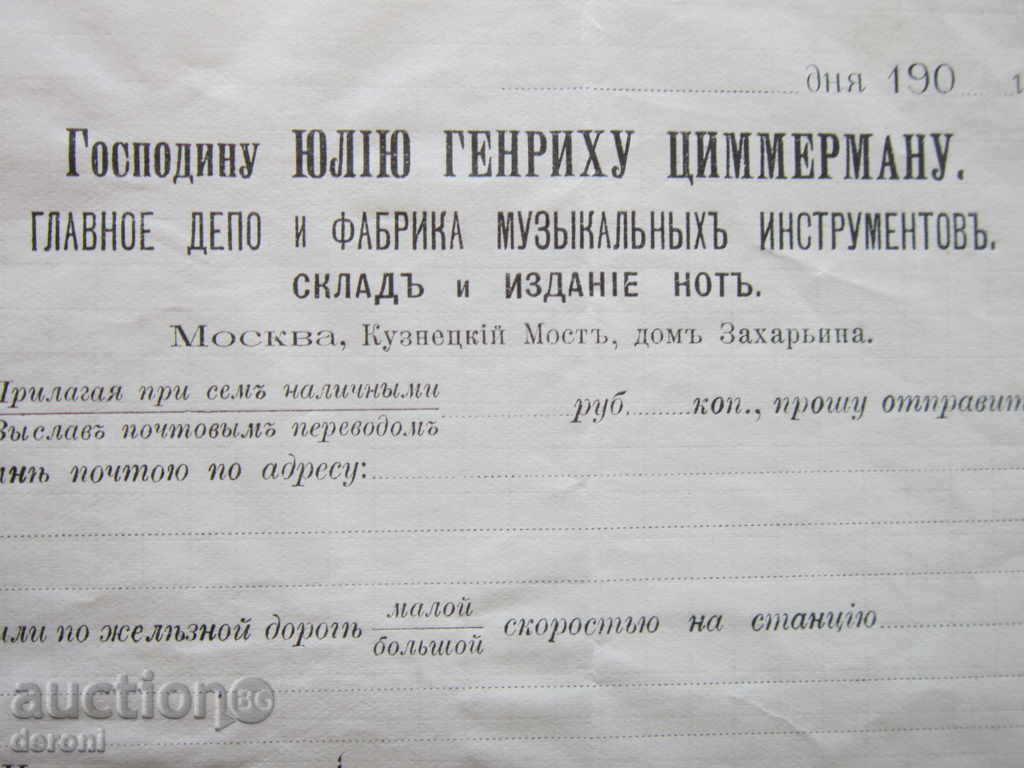 дня 190
Господину ЮЛІЮ ГЕНРИХУ ЦИММЕРМАНУ.
ГЛАВНОЕ ДЕПО и ФАБРИКА МУЗЫКАЛЬНЫХЪ ИНСТРУМЕНТОВЪ.
СКЛАДЪ и ИЗДАНІЕ НОТЪ.
Москва, Кузнецкій Мостъ, домъ Захарьина.
Прилагая при семъ наличными
Выславъ почтовымъ переводомъ
руб. коп., прошу отправит
почтою по адресу:
или по желѣзной дорогѣ малой
большой
скоростью на станцію
auction BG
deroni